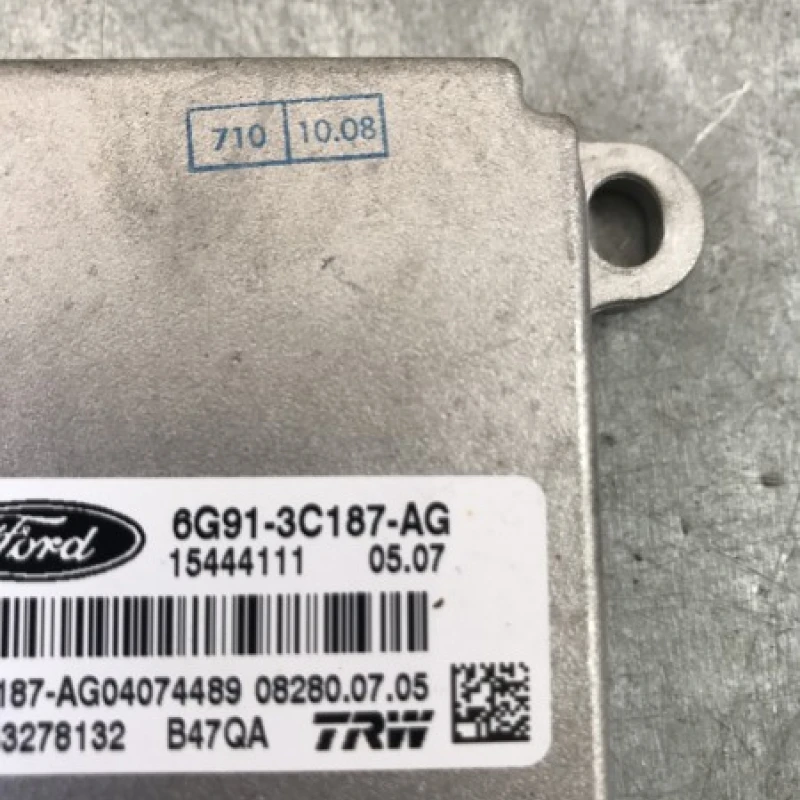 710 10.08
Ford 6G91-3C187-AG
15444111 05.07
187-AG04074489 08280.07.05
3278132 B47QA TRW